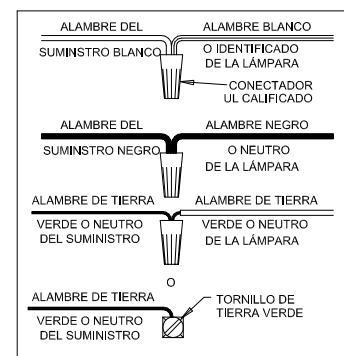 ALAMBRE DEL ALAMBRE BLANCO
SUMINSTRO BLANCO O IDENTIFICADO
DE LA LÁMPARA
CONECTADOR
UL CALIFICADO
ALAMBRE DEL ALAMBRE NEGRO
SUMINSTRO NEGRO O NEUTRO
DE LA LÁMPARA
ALAMBRE DE TIERRA ALAMBRE DE TIERRA
VERDE O NEUTRO VERDE O NEUTRO
DEL SUMINISTRO DE LA LÁMPARA
O
ALAMBRE DE TIERRA TORNILLO DE
VERDE O NEUTRO TIERRA VERDE
DEL SUMINISTRO